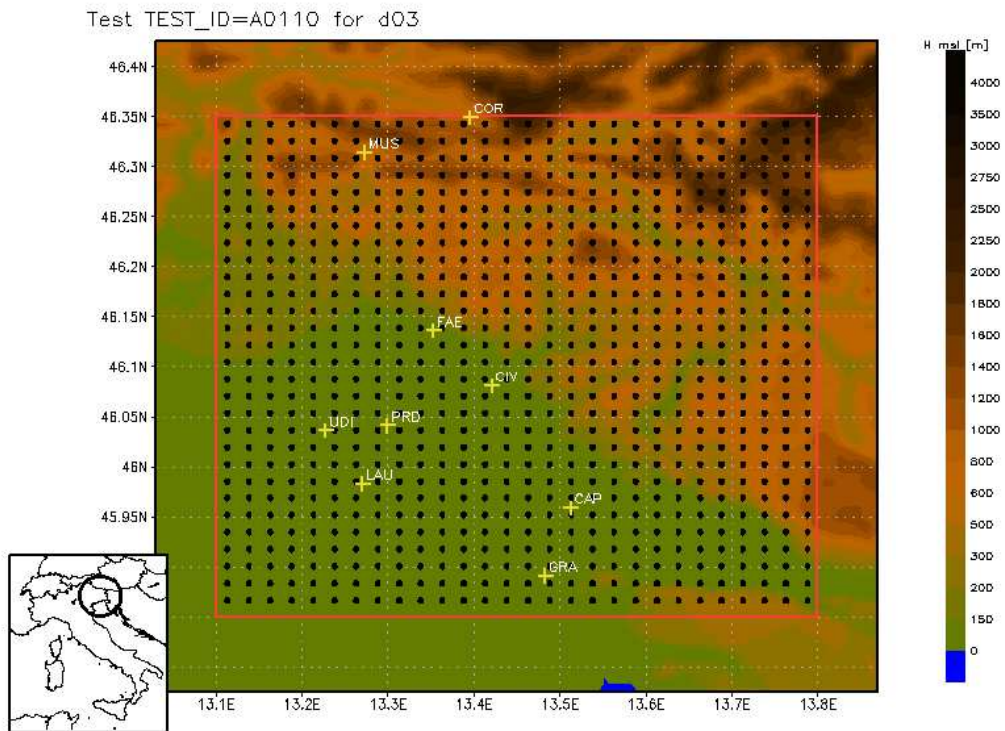 Test TEST_ID=A0110 for d03
H msl [m]
46.4N
46.35N
46.3N
46.25N
46.2N
46.15N
46.1N
46.05N
46N
45.95N
COR
MUS
FAE
CIV
UDI
PRD
LAU
CAP
GRA
13.1E
13.2E
13.3E
13.4E
13.5E
13.6E
13.7E
13.8E
4000
3500
3000
2750
2500
2250
2000
1800
1600
1400
1200
1000
800
600
500
400
300
200
150
0